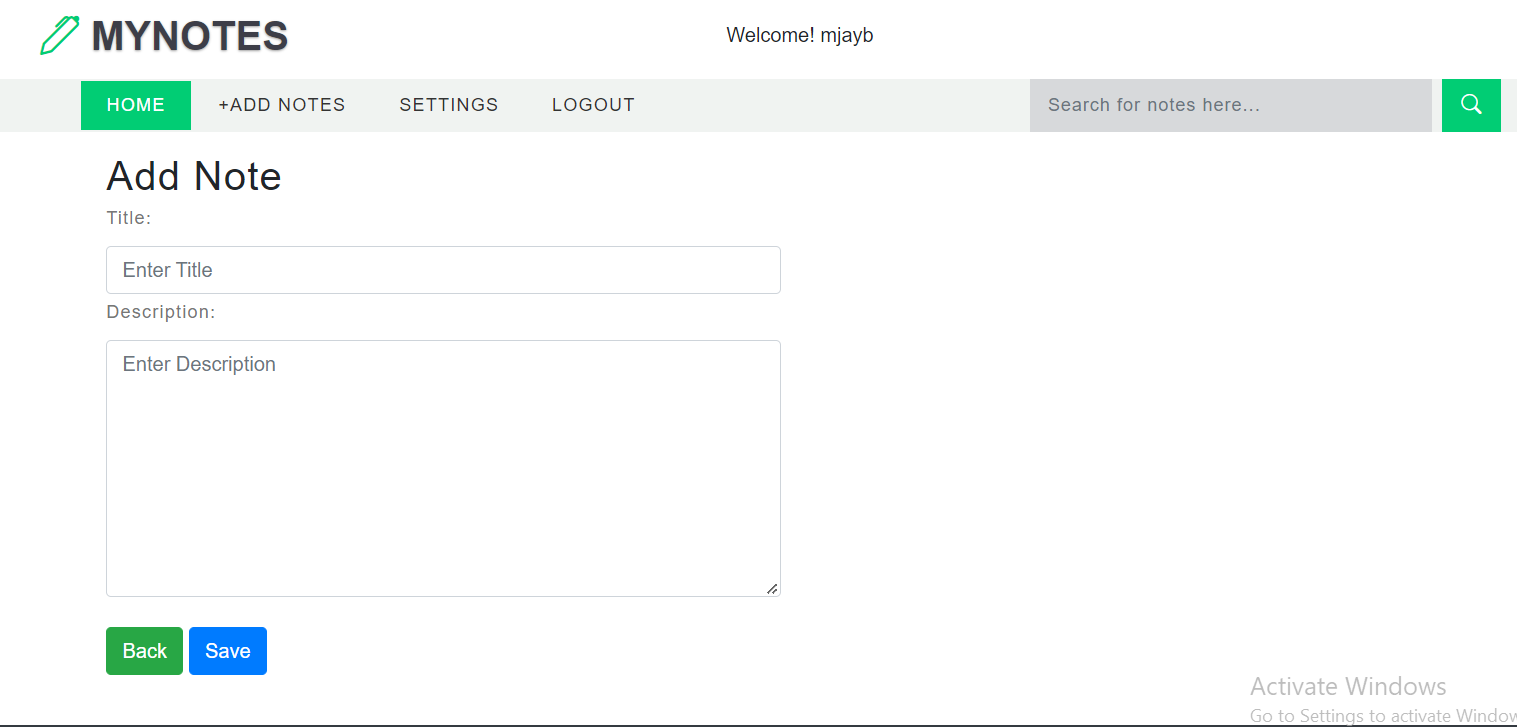 MYNOTES
Welcome! mjayb
HOME +ADD NOTES SETTINGS LOGOUT Search for notes here...
Add Note
Title:
Enter Title
Description:
Enter Description
Back Save
Activate Windows
Go to Settings to activate Window